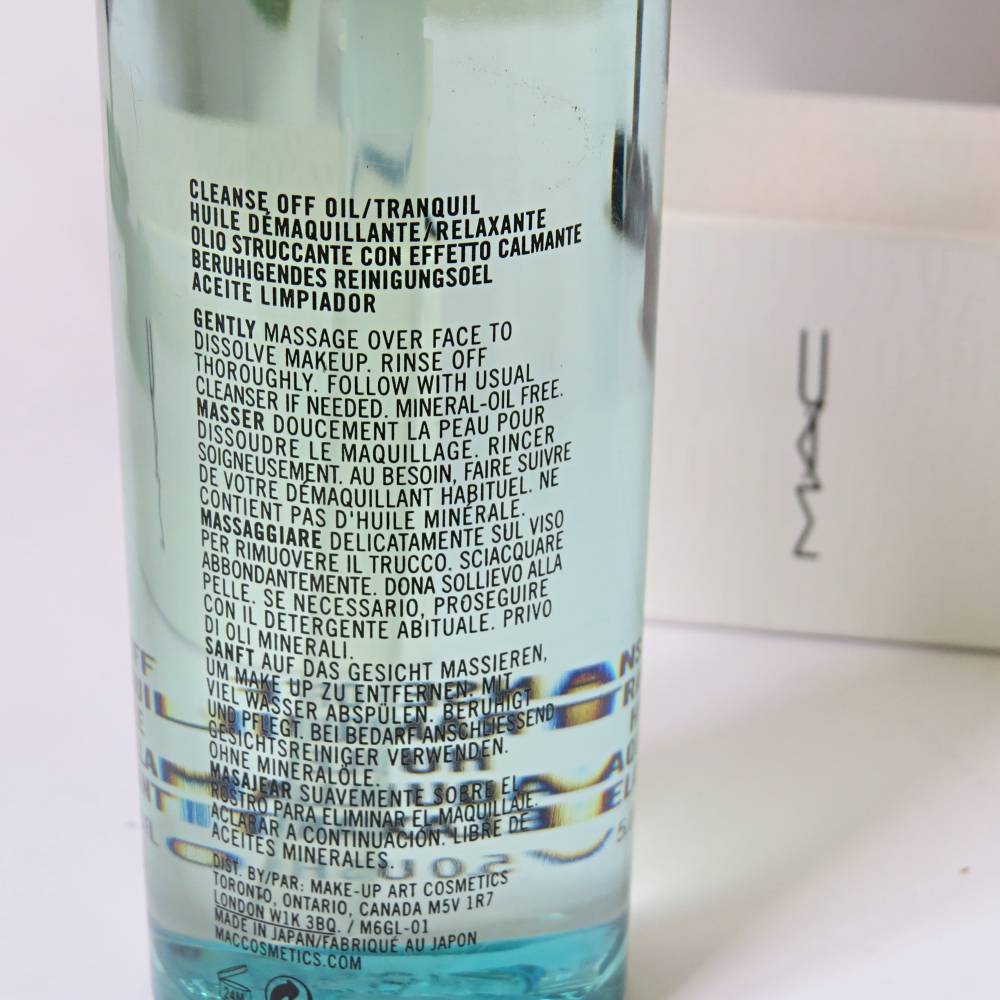 CLEANSE OFF OIL/TRANQUIL
HUILE DÉMAQUILLANTE/RELAXANTE
OLIO STRUCCANTE CON EFFETTO CALMANTE
BERUHIGENDES REINIGUNGSOEL
ACEITE LIMPIADOR
GENTLY MASSAGE OVER FACE TO
DISSOLVE MAKEUP. RINSE OFF
THOROUGHLY. FOLLOW WITH USUAL
CLEANSER IF NEEDED. MINERAL-OIL FREE.
MASSER DOUCEMENT LA PEAU POUR
DISSOUDRE LE MAQUILLAGE. RINCER
SOIGNEUSEMENT. AU BESOIN, FAIRE SUIVRE
DE VOTRE DÉMAQUILLANT HABITUEL. NE
CONTIENT PAS D'HUILE MINÉRALE.
MASSAGGIARE DELICATAMENTE SUL VISO
PER RIMUOVERE IL TRUCCO. SCIACQUARE
ABBONDANTEMENTE. DONA SOLLIEVO ALLA
PELLE. SE NECESSARIO, PROSEGUIRE
CON IL DETERGENTE ABITUALE. PRIVO
DI OLI MINERALI.
SANFT AUF DAS GESICHT MASSIEREN,
UM MAKE UP ZU ENTFERNEN. MIT
VIEL WASSER ABSPÜLEN. BERUHIGT
UND PFLEGT. BEI BEDARF ANSCHLIESSEND
GESICHTSREINIGER VERWENDEN.
OHNE MINERALÖLE.
MASAJEAR SUAVEMENTE SOBRE EL
ROSTRO PARA ELIMINAR EL MAQUILLAJE.
ACLARAR A CONTINUACIÓN. LIBRE DE
ACEITES MINERALES.
DIST. BY/PAR: MAKE-UP ART COSMETICS
TORONTO, ONTARIO, CANADA M5V 1R7
LONDON W1K 3BQ. / M6GL-01
MADE IN JAPAN/FABRIQUÉ AU JAPON
MACCOSMETICS.COM
24M
MAC